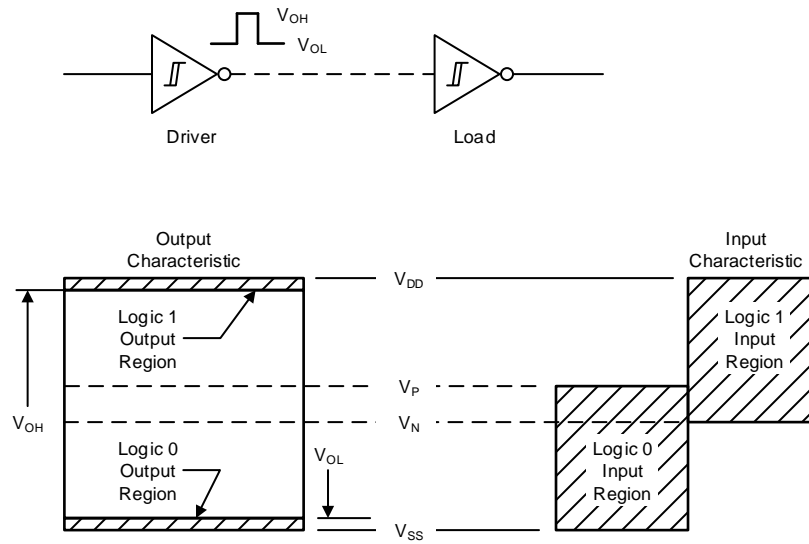 VOH
VOL
Driver
Load
Output
Characteristic
Input
Characteristic
VDD
Logic 1
Output
Region
Logic 1
Input
Region
VP
VOH
VN
Logic 0
Output
Region
VOL
Logic 0
Input
Region
VSS